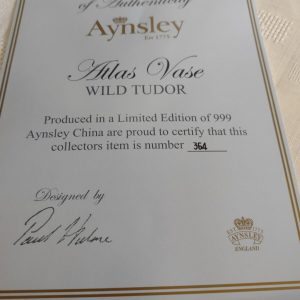 of Authenticity
Aynsley
Est 1775
Atlas Vase
WILD TUDOR
Produced in a Limited Edition of 999
Aynsley China are proud to certify that this
collectors item is number 364
Designed by
AYNSLEY
ENGLAND